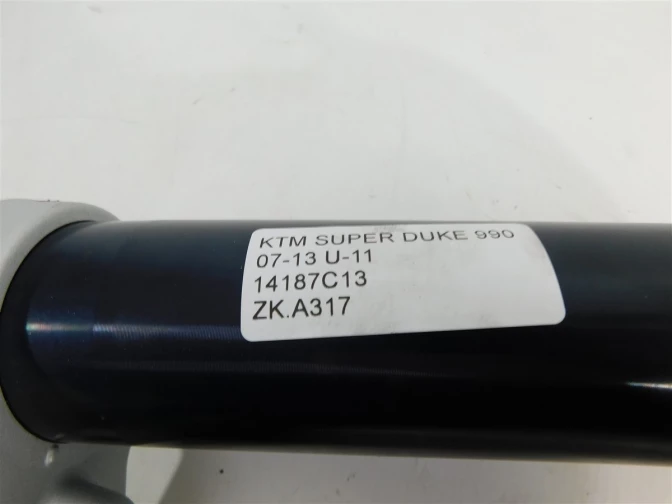 KTM SUPER DUKE 990
07-13 U-11
14187C13
ZK.A317